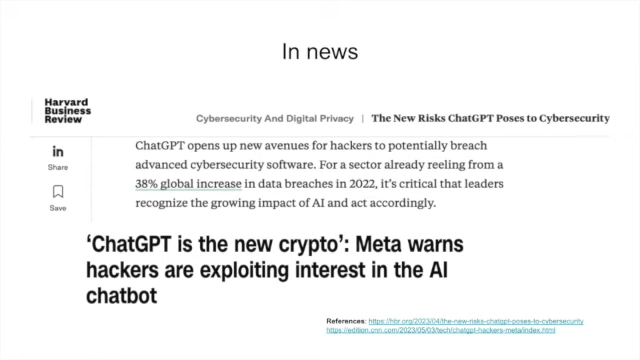 In news
Harvard
Business
Review
Cybersecurity And Digital Privacy | The New Risks ChatGPT Poses to Cybersecurity
in
Share
Save
ChatGPT opens up new avenues for hackers to potentially breach
advanced cybersecurity software. For a sector already reeling from a
38% global increase in data breaches in 2022, it's critical that leaders
recognize the growing impact of AI and act accordingly.
‘ChatGPT is the new crypto’: Meta warns
hackers are exploiting interest in the AI
chatbot
References: https://hbr.org/2023/04/the-new-risks-chatgpt-poses-to-cybersecurity
https://edition.cnn.com/2023/05/03/tech/chatgpt-hackers-meta/index.html